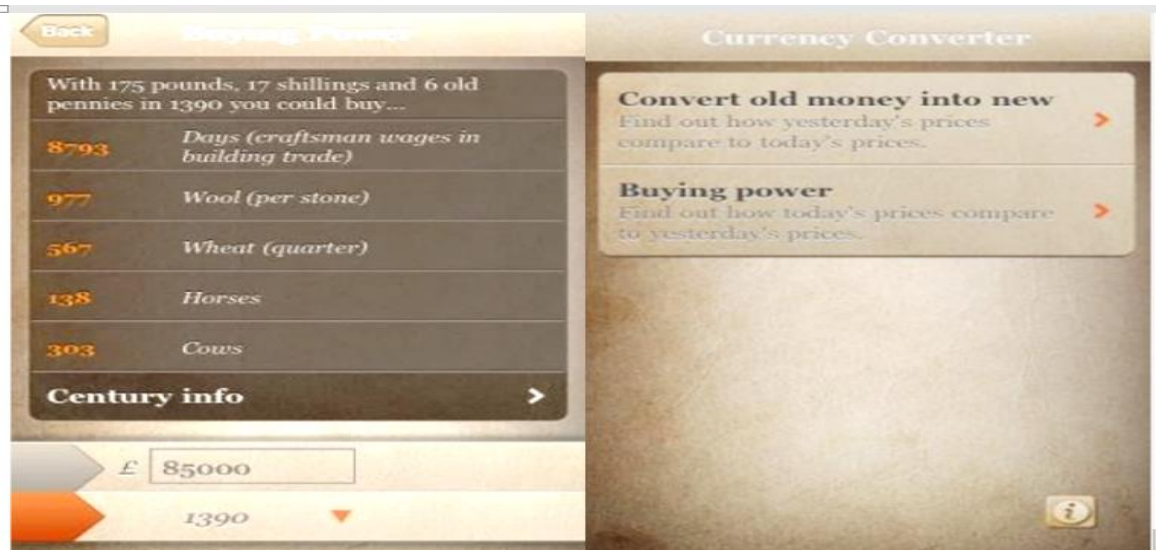 Back
Buying Power
With 175 pounds, 17 shillings and 6 old
pennies in 1390 you could buy...
8793
Days (craftsman wages in
building trade)
977
Wool (per stone)
567
Wheat (quarter)
138
Horses
303
Cows
Century info
£ 85000
1390
Currency Converter
Convert old money into new
Find out how yesterday's prices
compare to today's prices.
Buying power
Find out how today's prices compare
to yesterday's prices.
i